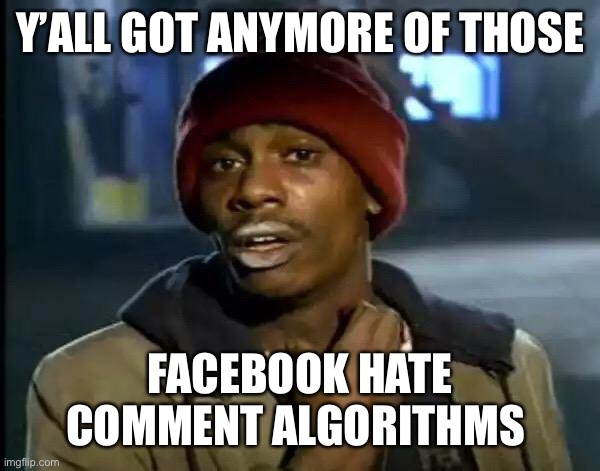 Y'ALL GOT ANYMORE OF THOSE
FACEBOOK HATE
COMMENT ALGORITHMS
imgflip.com